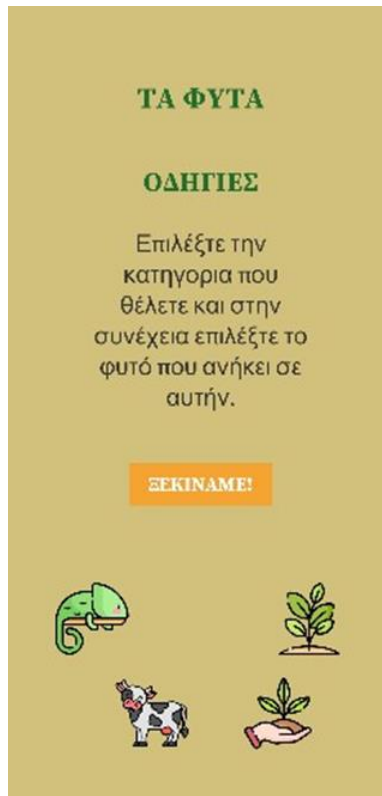 ΤΑ ΦΥΤΑ
ΟΔΗΓΙΕΣ
Επιλέξτε την
κατηγορια που
θέλετε και στην
συνέχεια επιλέξτε το
φυτό που ανήκει σε
αυτήν.
ΞΕΚΙΝΑΜΕ!